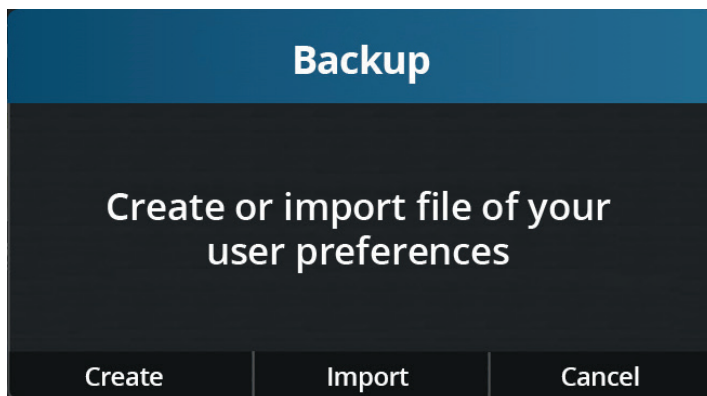 Backup
Create or import file of your
user preferences
Create
Import
Cancel